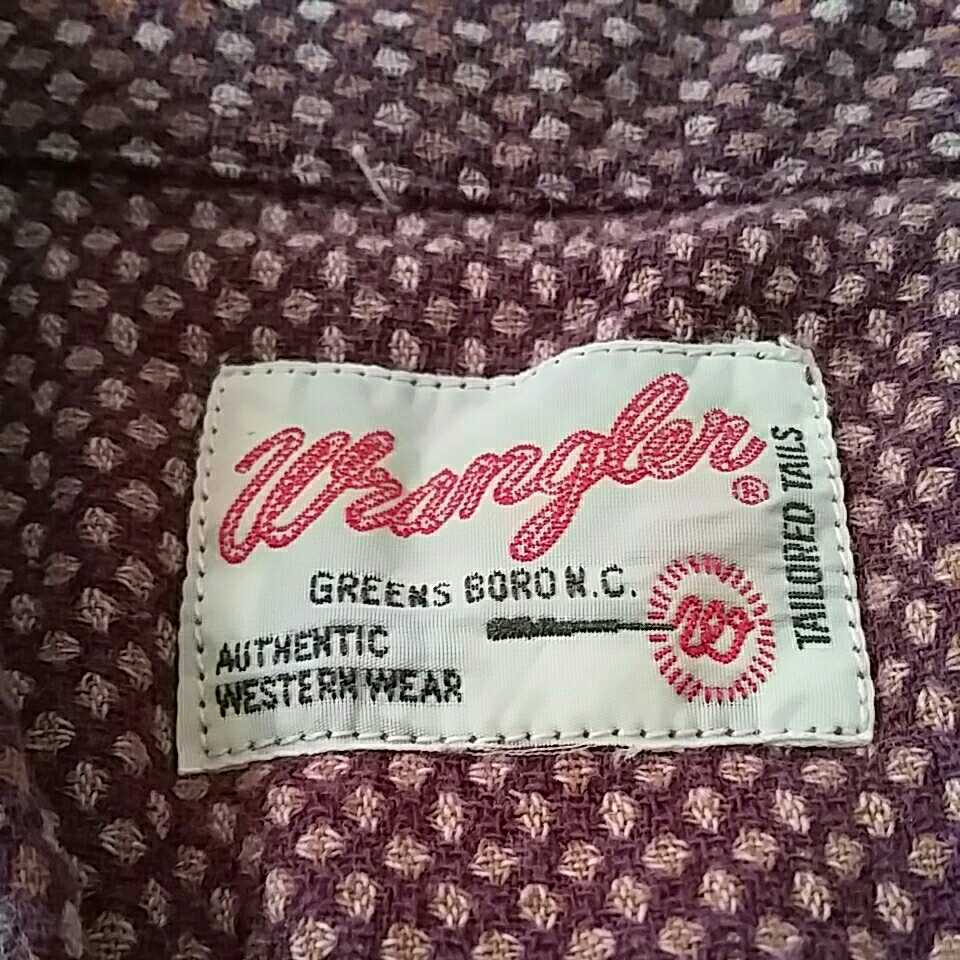 Wrangler®
GREENS BORO N.C.
AUTHENTIC
WESTERN WEAR
W
TAILORED TAILS